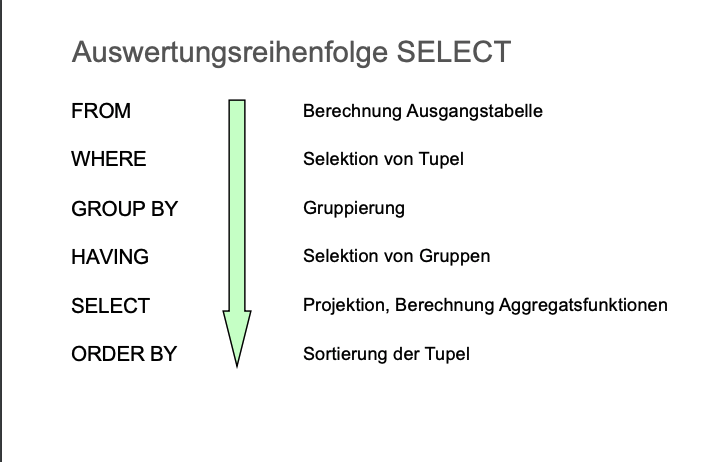 Auswertungsreihenfolge SELECT
FROM Berechnung Ausgangstabelle
WHERE Selektion von Tupel
GROUP BY Gruppierung
HAVING Selektion von Gruppen
SELECT Projektion, Berechnung Aggregatsfunktionen
ORDER BY Sortierung der Tupel